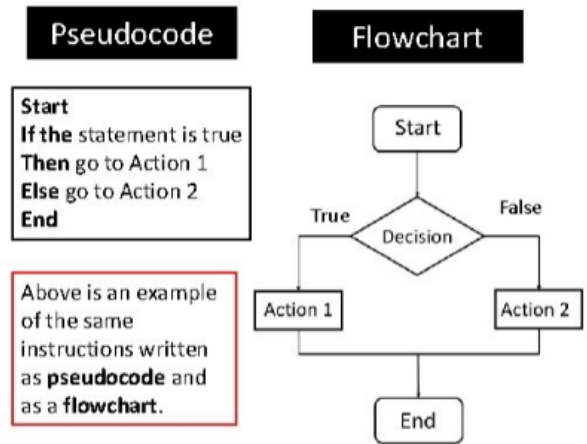 Pseudocode
Start
If the statement is true
Then go to Action 1
Else go to Action 2
End
Above is an example
of the same
instructions written
as pseudocode and
as a flowchart.
Flowchart
Start
True
False
Decision
Action 1
Action 2
End